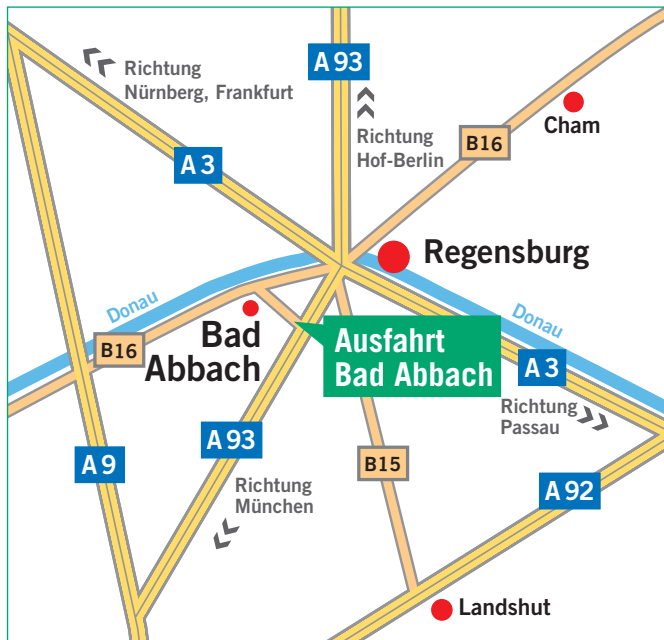 A 93
Richtung
Nürnberg, Frankfurt
Cham
Richtung
Hof-Berlin
B16
A 3
Regensburg
Donau
Donau
Bad
Abbach
B16
Ausfahrt
Bad Abbach
A 3
Richtung
Passau
A 93
A 9
B15
Richtung
München
A 92
Landshut